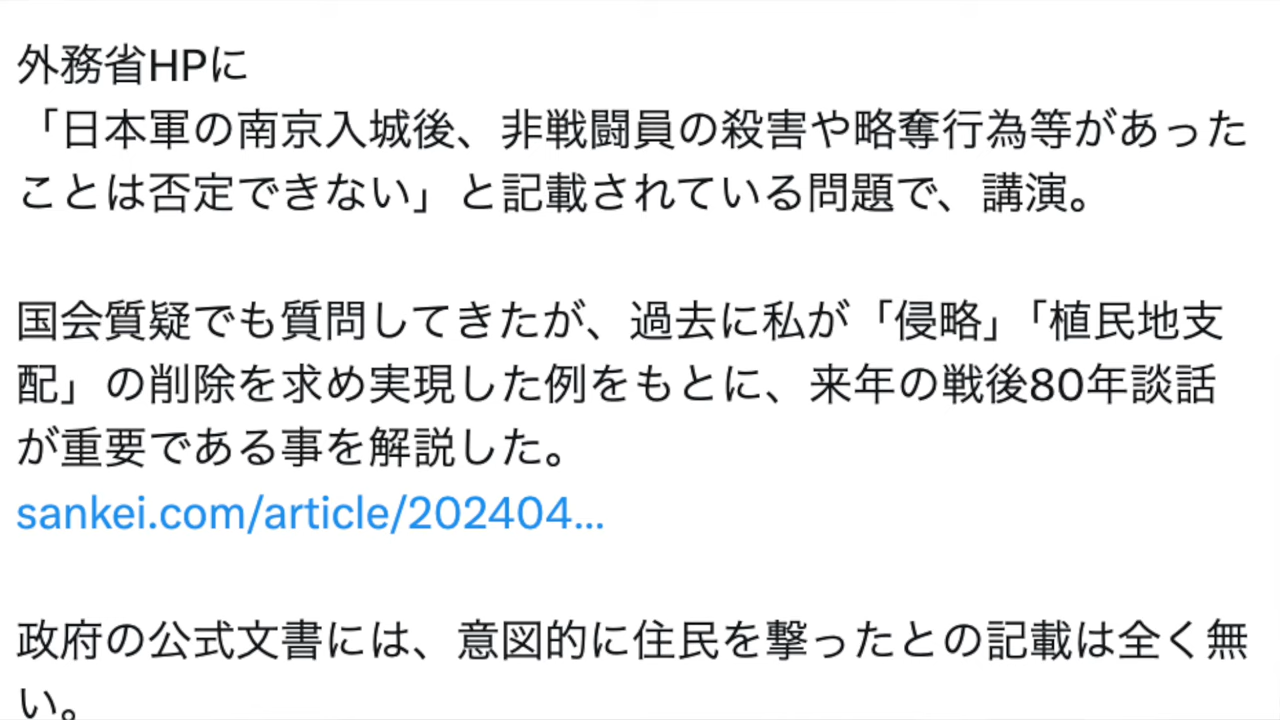 外務省HPに
「日本軍の南京入城後、非戦闘員の殺害や略奪行為等があった
ことは否定できない」と記載されている問題で、講演。
国会質疑でも質問してきたが、過去に私が「侵略」「植民地支
配」の削除を求め実現した例をもとに、来年の戦後80年談話
が重要である事を解説した。
sankei.com/article/202404…
政府の公式文書には、意図的に住民を撃ったとの記載は全く無
い。